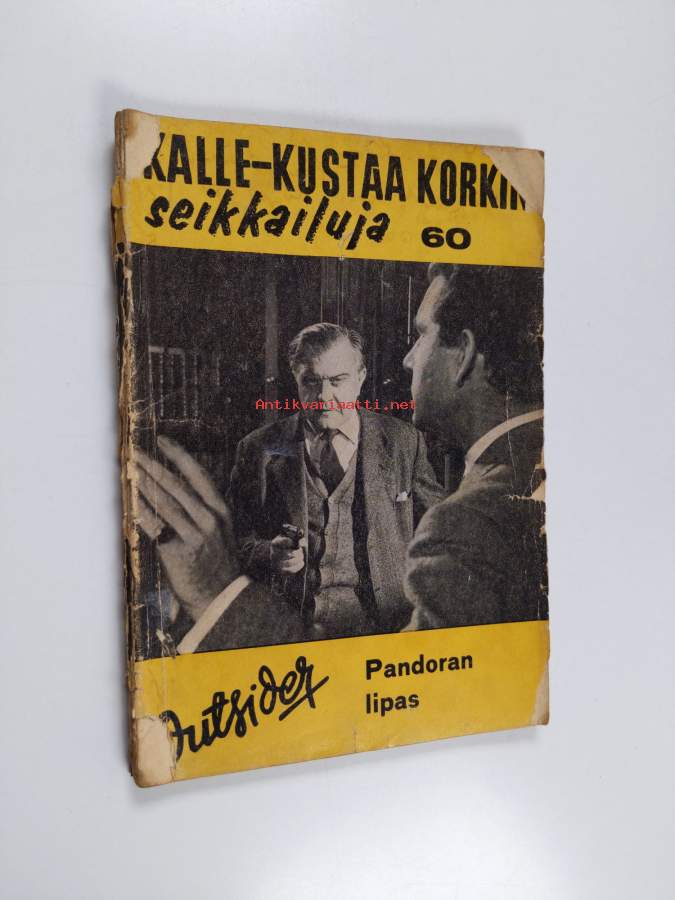 KALLE-KUSTAA KORKIN
seikkailuja 60
Antikvariaatti.net
Outsider
Pandoran
lipas